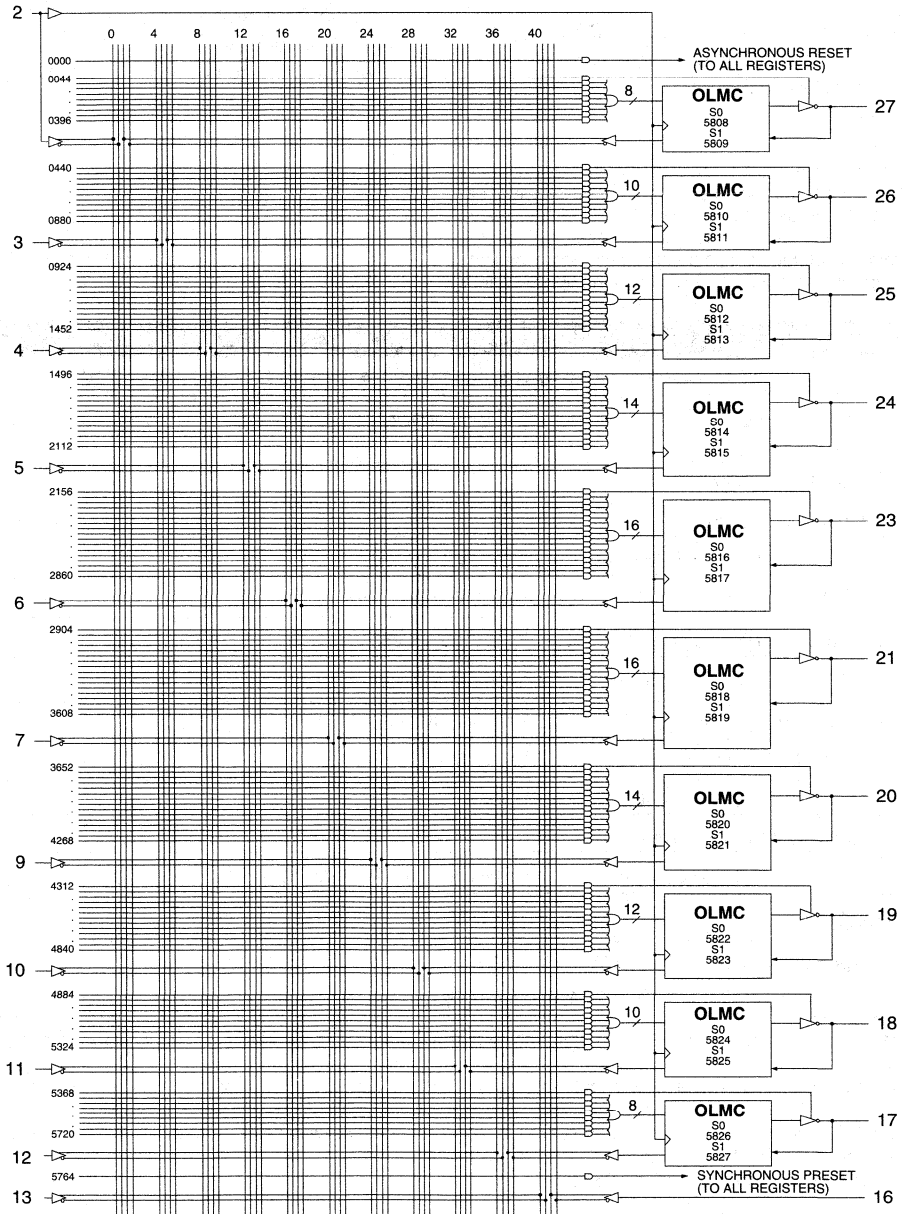 2
0 4 8 12 16 20 24 28 32 36 40
0000
ASYNCHRONOUS RESET
(TO ALL REGISTERS)
0044
0396
8
OLMC
S0
5808
S1
5809
27
0440
0880
10
OLMC
S0
5810
S1
5811
26
3
0924
1452
12
OLMC
S0
5812
S1
5813
25
4
1496
2112
14
OLMC
S0
5814
S1
5815
24
5
2156
2860
16
OLMC
S0
5816
S1
5817
23
6
2904
3608
16
OLMC
S0
5818
S1
5819
21
7
3652
4268
14
OLMC
S0
5820
S1
5821
20
9
4312
4840
12
OLMC
S0
5822
S1
5823
19
10
4884
5324
10
OLMC
S0
5824
S1
5825
18
11
5368
5720
8
OLMC
S0
5826
S1
5827
17
12
5764
SYNCHRONOUS PRESET
(TO ALL REGISTERS)
13
16